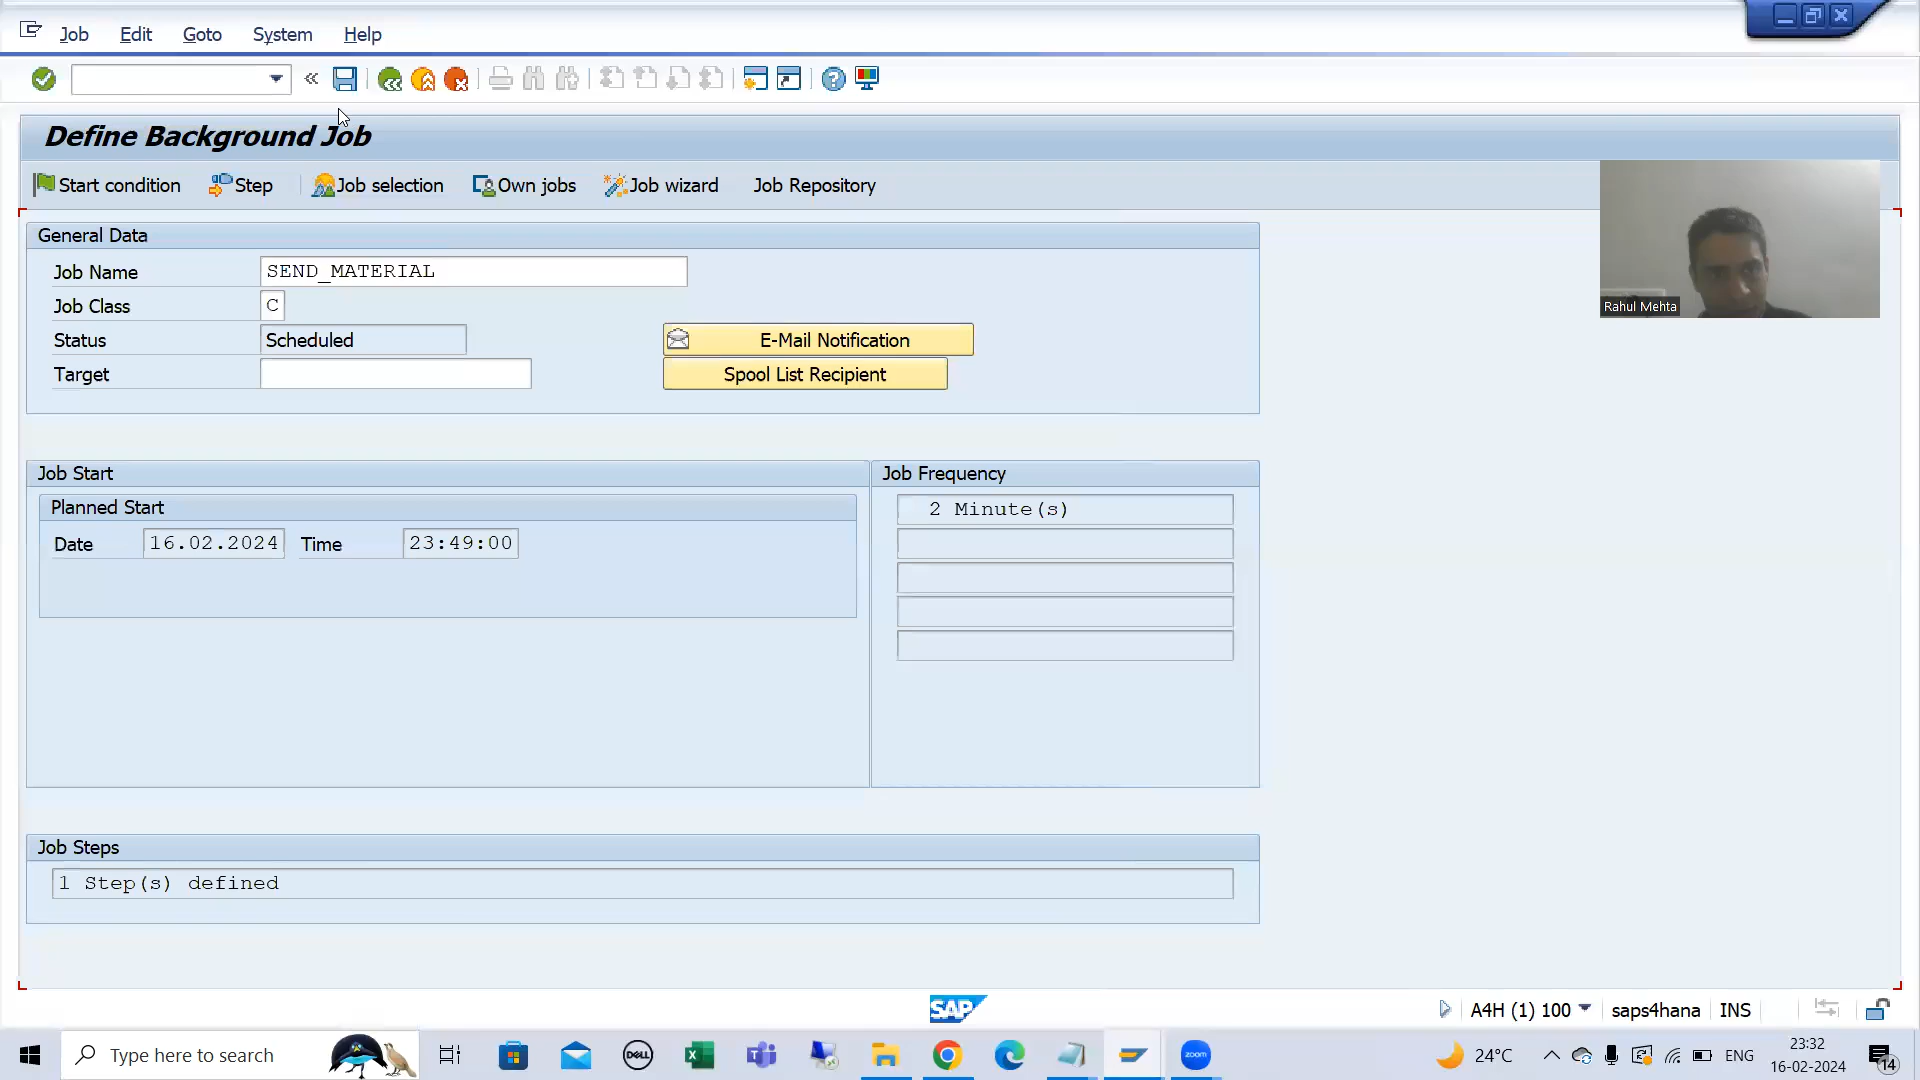 Job Edit Goto System Help
Define Background Job
Start condition Step Job selection Own jobs Job wizard Job Repository
General Data
Job Name SEND_MATERIAL
Job Class C
Status Scheduled E-Mail Notification
Target Spool List Recipient
Rahul Mehta
Job Start Job Frequency
Planned Start 2 Minute(s)
Date 16.02.2024 Time 23:49:00
Job Steps
1 Step(s) defined
SAP A4H (1) 100 saps4hana INS
Type here to search DELL zoom 24°C ENG 23:32
16-02-2024 14